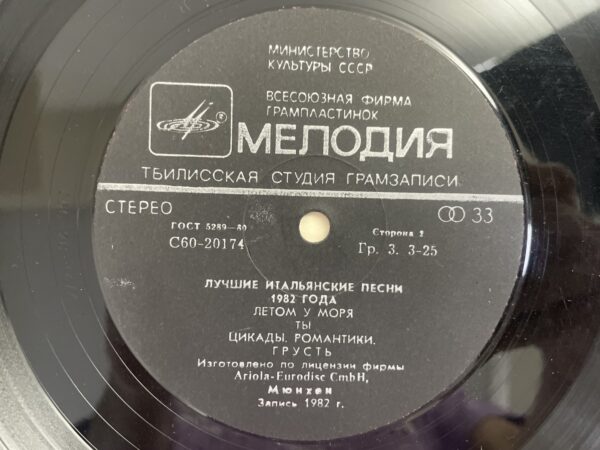 МИНИСТЕРСТВО
КУЛЬТУРЫ СССР
ВСЕСОЮЗНАЯ ФИРМА
ГРАМПЛАСТИНОК
МЕЛОДИЯ
ТБИЛИССКАЯ СТУДИЯ ГРАМЗАПИСИ
СТЕРЕО
33
ГОСТ 5289—80
С60-20174
Сторона 2
Гр. 3. 3-25
ЛУЧШИЕ ИТАЛЬЯНСКИЕ ПЕСНИ
1982 ГОДА
ЛЕТОМ У МОРЯ
ТЫ
ЦИКАДЫ. РОМАНТИКИ.
ГРУСТЬ
Изготовлено по лицензии фирмы
Ariola-Eurodisc CmbH,
Мюнхен
Запись 1982 г.